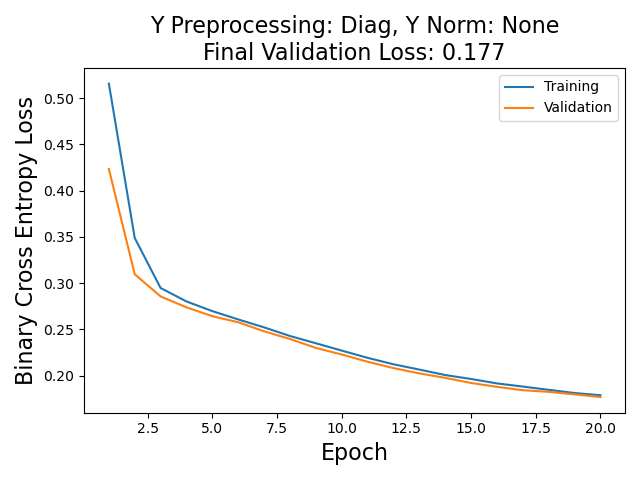 Y Preprocessing: Diag, Y Norm: None
Final Validation Loss: 0.177
Training
Validation
Binary Cross Entropy Loss
0.50
0.45
0.40
0.35
0.30
0.25
0.20
2.5
5.0
7.5
10.0
12.5
15.0
17.5
20.0
Epoch